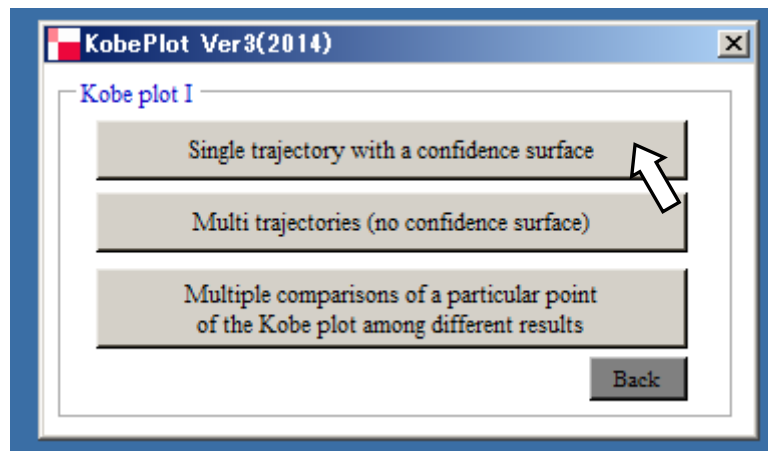 KobePlot Ver3(2014)
Kobe plot I
Single trajectory with a confidence surface
Multi trajectories (no confidence surface)
Multiple comparisons of a particular point
of the Kobe plot among different results
Back